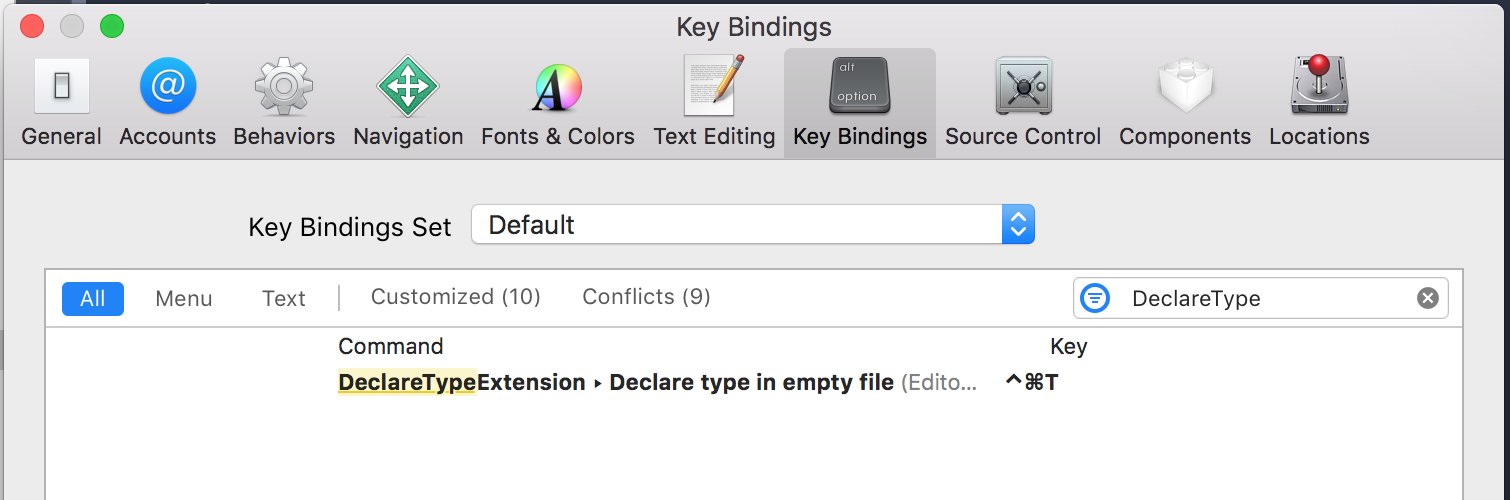 Key Bindings
alt
option
General Accounts Behaviors Navigation Fonts & Colors Text Editing Key Bindings Source Control Components Locations
Key Bindings Set Default
All Menu Text Customized (10) Conflicts (9) DeclareType
Command Key
DeclareTypeExtension ▸ Declare type in empty file (Edito... ^⌘T